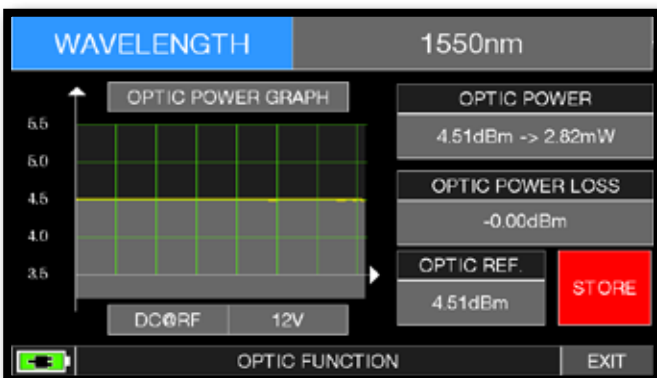 WAVELENGTH 1550nm
OPTIC POWER GRAPH
5.5
5.0
4.5
4.0
3.5
DC@RF 12V
OPTIC POWER
4.51dBm -> 2.82mW
OPTIC POWER LOSS
-0.00dBm
OPTIC REF.
4.51dBm
STORE
OPTIC FUNCTION EXIT